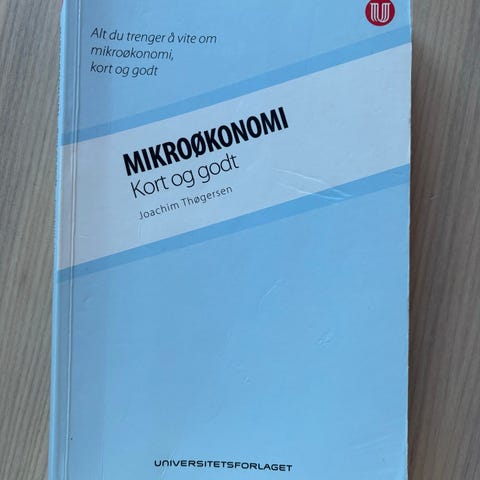 Alt du trenger å vite om
mikroøkonomi,
kort og godt
U
MIKROØKONOMI
Kort og godt
Joachim Thøgersen
UNIVERSITETSFORLAGET